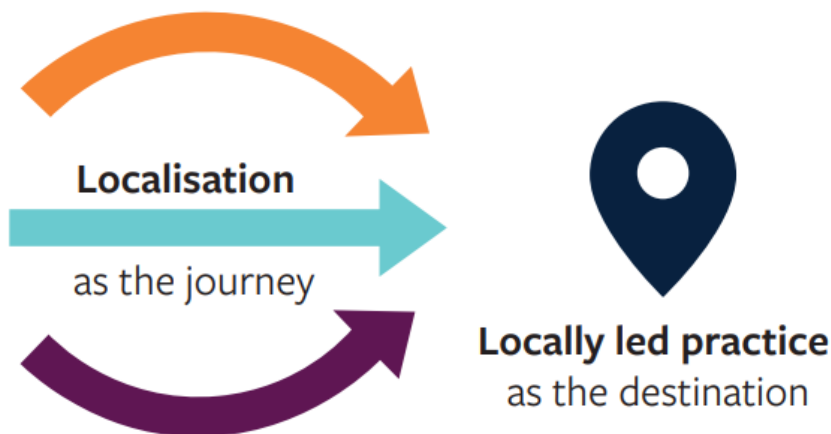 Localisation
as the journey
Locally led practice
as the destination